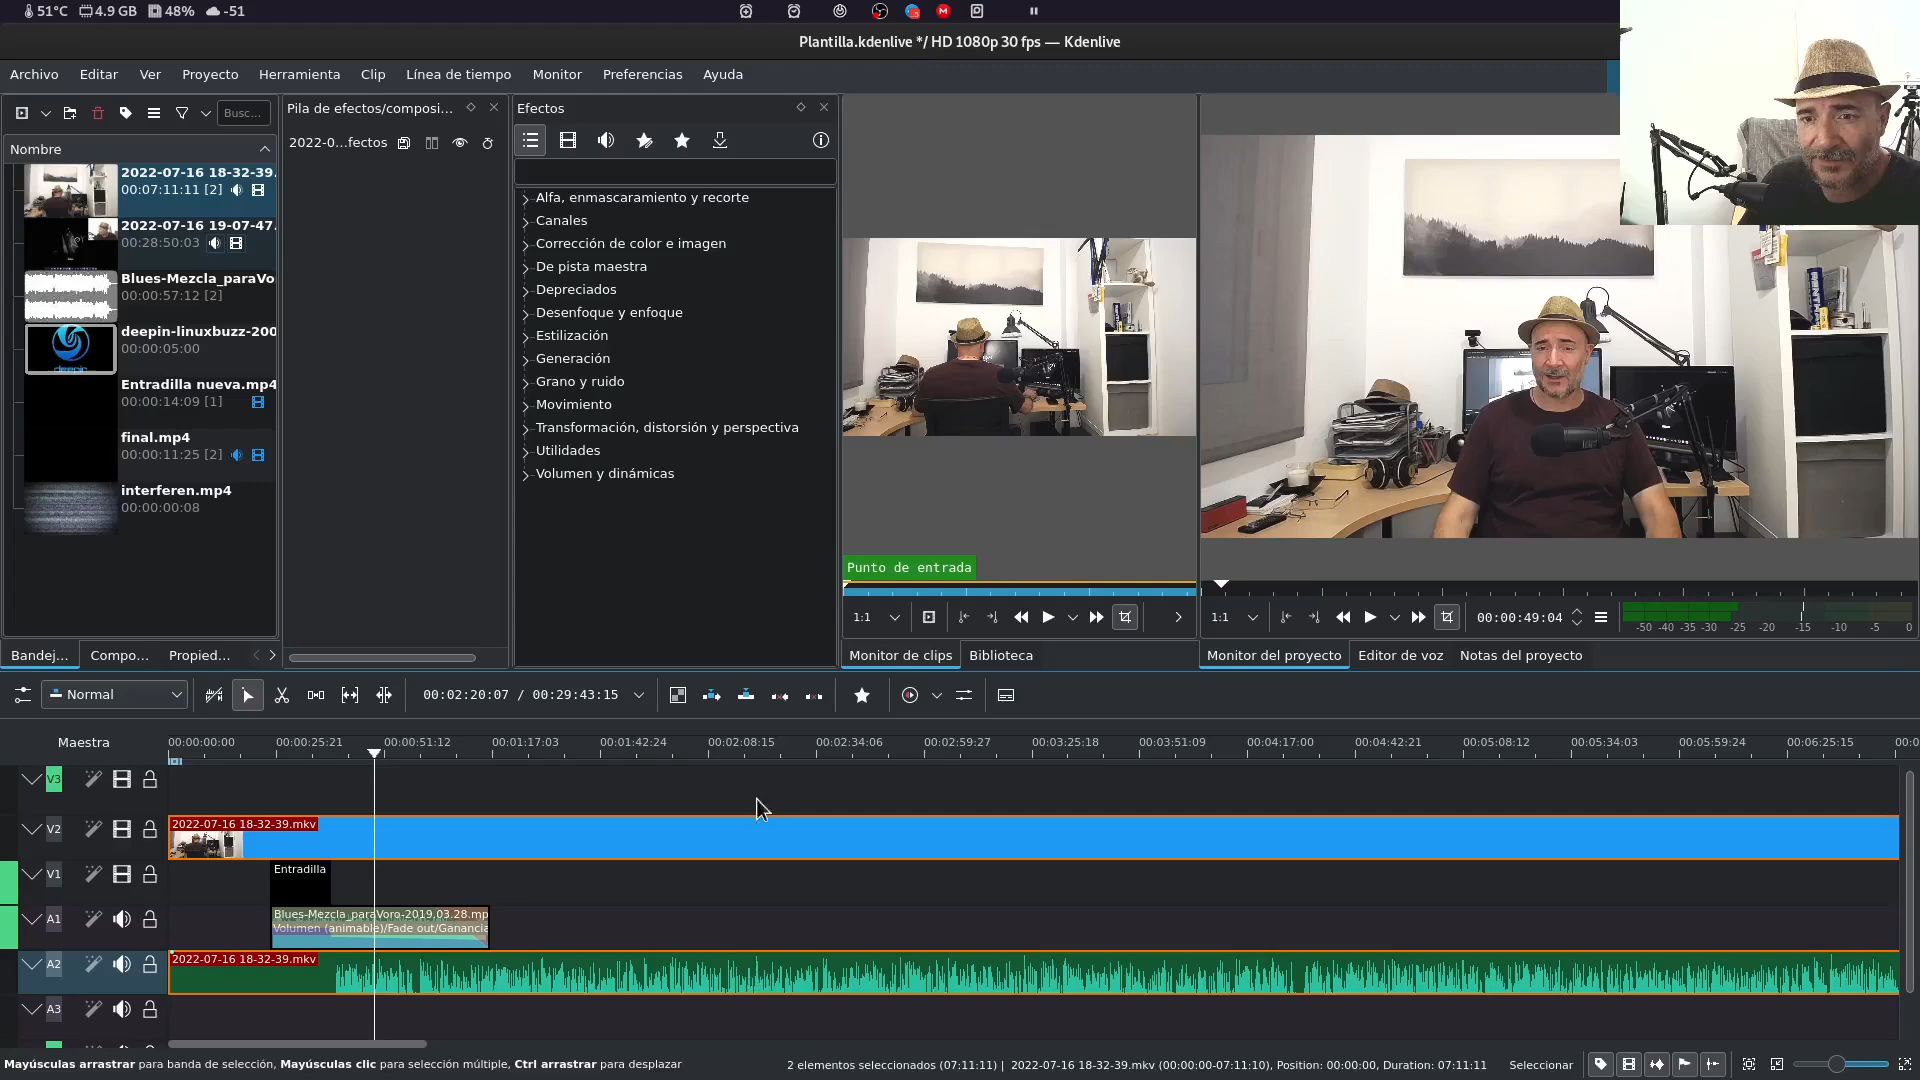 51°C 4.9 GB 48% -51
Plantilla.kdenlive */ HD 1080p 30 fps — Kdenlive
Archivo Editar Ver Proyecto Herramienta Clip Línea de tiempo Monitor Preferencias Ayuda
Busc...
Nombre
2022-07-16 18-32-39.
00:07:11:11 [2]
2022-07-16 19-07-47.
00:28:50:03
Blues-Mezcla_paraVo
00:00:57:12 [2]
deepin-linuxbuzz-200
00:00:05:00
deepin
Entradilla nueva.mp4
00:00:14:09 [1]
final.mp4
00:00:11:25 [2]
interferen.mp4
00:00:00:08
Bandej... Compo... Propied...
Pila de efectos/composi...
2022-0...fectos
Efectos
Alfa, enmascaramiento y recorte
Canales
Corrección de color e imagen
De pista maestra
Depreciados
Desenfoque y enfoque
Estilización
Generación
Grano y ruido
Movimiento
Transformación, distorsión y perspectiva
Utilidades
Volumen y dinámicas
Punto de entrada
1:1
Monitor de clips Biblioteca
1:1 00:00:49:04
-50 -40 -35 -30 -25 -20 -15 -10 -5 0
Monitor del proyecto Editor de voz Notas del proyecto
Normal 00:02:20:07 / 00:29:43:15
Maestra 00:00:00:00 00:00:25:21 00:00:51:12 00:01:17:03 00:01:42:24 00:02:08:15 00:02:34:06 00:02:59:27 00:03:25:18 00:03:51:09 00:04:17:00 00:04:42:21 00:05:08:12 00:05:34:03 00:05:59:24 00:06:25:15 00:0
V3
V2 2022-07-16 18-32-39.mkv
V1 Entradilla
A1 Blues-Mezcla_paraVoro-2019,03.28.mp
Volumen (animable)/Fade out/Ganancia
A2 2022-07-16 18-32-39.mkv
A3
Mayúsculas arrastrar para banda de selección, Mayúsculas clic para selección múltiple, Ctrl arrastrar para desplazar
2 elementos seleccionados (07:11:11) | 2022-07-16 18-32-39.mkv (00:00:00-07:11:10), Position: 00:00:00, Duration: 07:11:11 Seleccionar